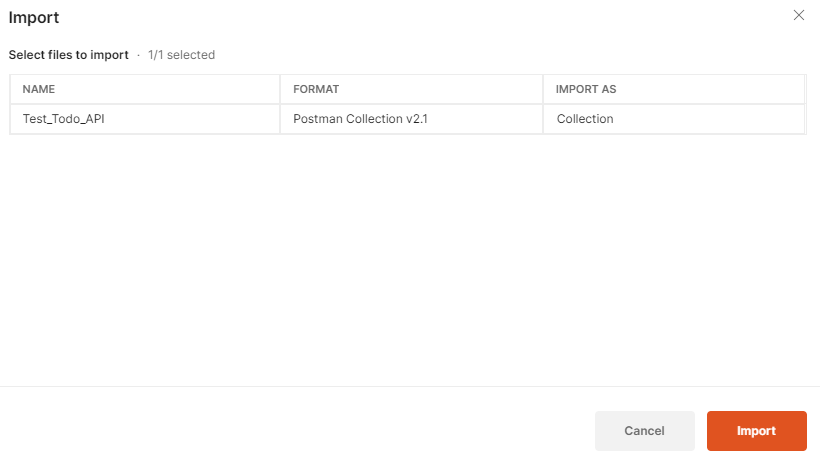 Import
Select files to import · 1/1 selected
NAME FORMAT IMPORT AS
Test_Todo_API Postman Collection v2.1 Collection
Cancel Import